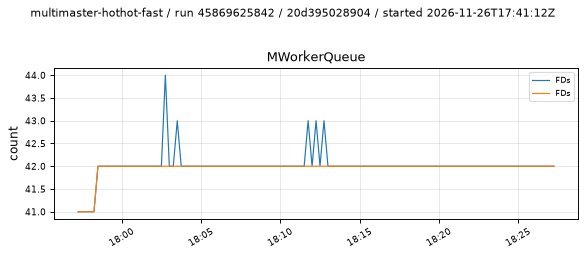 multimaster-hothot-fast / run 45869625842 / 20d395028904 / started 2026-11-26T17:41:12Z
MWorkerQueue
44.0
43.5
43.0
42.5
42.0
41.5
41.0
count
FDs
FDs
18:00
18:05
18:10
18:15
18:20
18:25